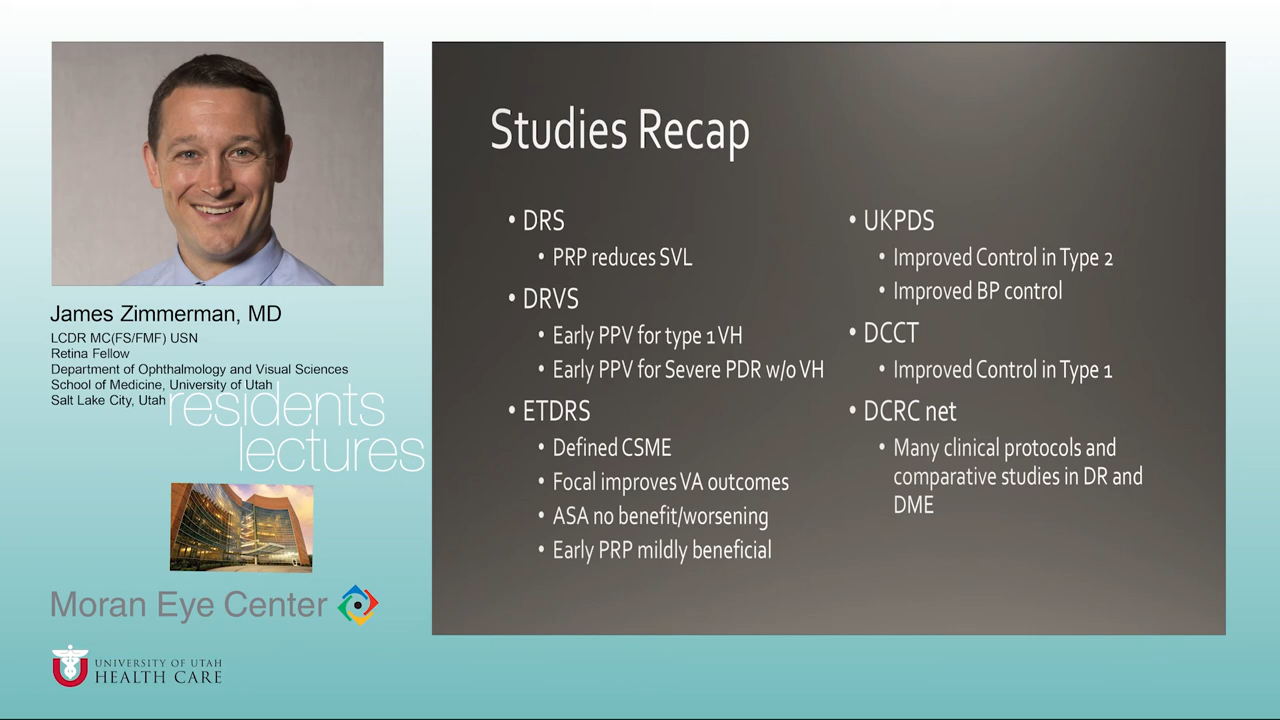 James Zimmerman, MD
LCDR MC(FS/FMF) USN
Retina Fellow
Department of Ophthalmology and Visual Sciences
School of Medicine, University of Utah
Salt Lake City, Utah
residents
lectures
Moran Eye Center
UNIVERSITY OF UTAH
HEALTH CARE
Studies Recap
• DRS
• PRP reduces SVL
• DRVS
• Early PPV for type 1 VH
• Early PPV for Severe PDR w/o VH
• ETDRS
• Defined CSME
• Focal improves VA outcomes
• ASA no benefit/worsening
• Early PRP mildly beneficial
• UKPDS
• Improved Control in Type 2
• Improved BP control
• DCCT
• Improved Control in Type 1
• DCRC net
• Many clinical protocols and
comparative studies in DR and
DME